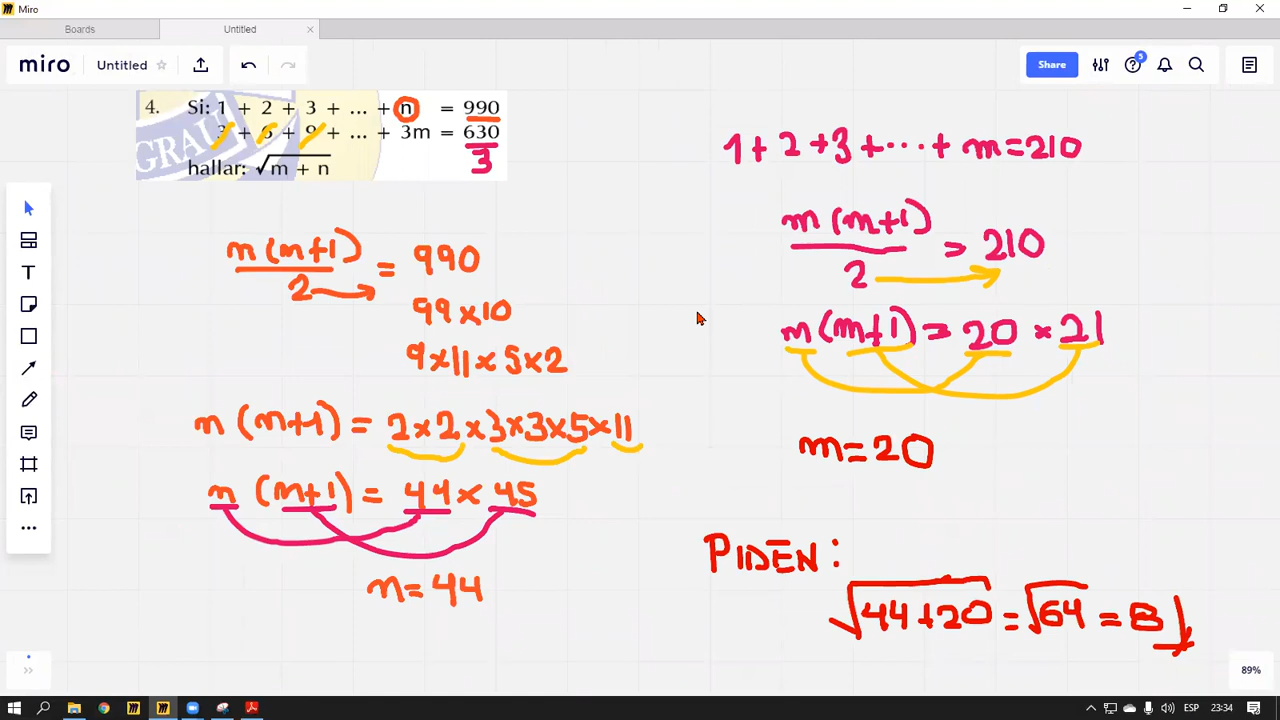 Miro
Boards
Untitled
miro
Untitled
Share
5
4. Si: 1 + 2 + 3 + ... + n = 990
3 + 6 + 9 + ... + 3m = 630
3
hallar: √m + n
GRAL
n(n+1)
2
= 990
99×10
9×11×5×2
n(n+1) = 2×2×3×3×5×11
n(n+1) = 44×45
n=44
1+2+3+...+m=210
m(m+1)
2
= 210
m(m+1) = 20 × 21
m=20
PIDEN:
√44+20 = √64 = 8
89%
ESP
23:34